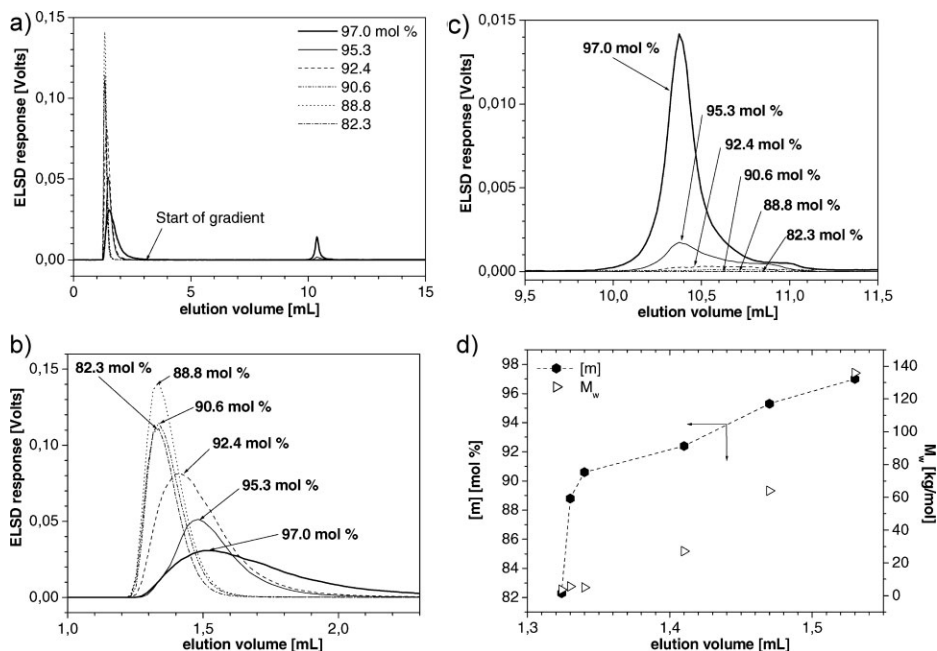 a)
ELSD response [Volts]
0,15
0,10
0,05
0,00
97.0 mol %
95.3
92.4
90.6
88.8
82.3
Start of gradient
0
5
10
15
elution volume [mL]
c)
ELSD response [Volts]
0,015
0,010
0,005
0,000
97.0 mol %
95.3 mol %
92.4 mol %
90.6 mol %
88.8 mol %
82.3 mol %
9,5
10,0
10,5
11,0
11,5
elution volume [mL]
b)
ELSD response [Volts]
0,15
0,10
0,05
0,00
82.3 mol %
88.8 mol %
90.6 mol %
92.4 mol %
95.3 mol %
97.0 mol %
1,0
1,5
2,0
elution volume [mL]
d)
[m] [mol %]
98
96
94
92
90
88
86
84
82
[m]
Mw
140
120
100
80
60
40
20
0
Mw [kg/mol]
1,3
1,4
1,5
elution volume [mL]